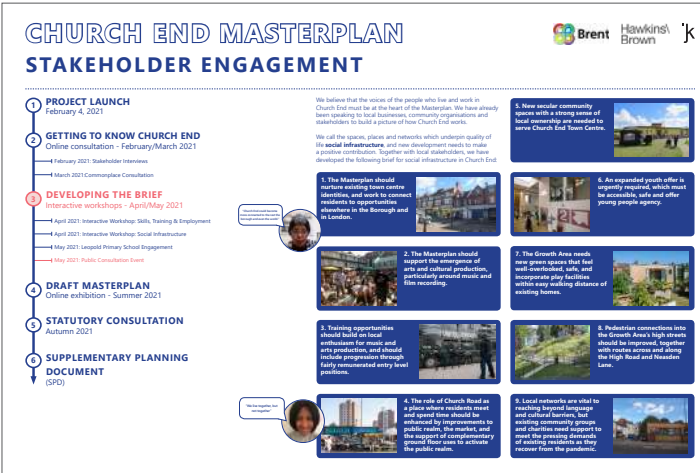 CHURCH END MASTERPLAN
STAKEHOLDER ENGAGEMENT
Brent
Hawkins\
Brown
1
PROJECT LAUNCH
February 4, 2021
2
GETTING TO KNOW CHURCH END
Online consultation - February/March 2021
February 2021: Stakeholder Interviews
March 2021:Commonplace Consultation
3
DEVELOPING THE BRIEF
Interactive workshops - April/May 2021
April 2021: Interactive Workshop: Skills, Training & Employment
April 2021: Interactive Workshop: Social Infrastructure
May 2021: Leopold Primary School Engagement
May 2021: Public Consultation Event
4
DRAFT MASTERPLAN
Online exhibition - Summer 2021
5
STATUTORY CONSULTATION
Autumn 2021
6
SUPPLEMENTARY PLANNING
DOCUMENT
(SPD)
We believe that the voices of the people who live and work in
Church End must be at the heart of the Masterplan. We have already
been speaking to local businesses, community organisations and
stakeholders to build a picture of how Church End works.
We call the spaces, places and networks which underpin quality of
life social infrastructure, and new development needs to make
a positive contribution. Together with local stakeholders, we have
developed the following brief for social infrastructure in Church End:
1. The Masterplan should
nurture existing town centre
identities, and work to connect
residents to opportunities
elsewhere in the Borough and
in London.
2. The Masterplan should
support the emergence of
arts and cultural production,
particularly around music and
film recording.
3. Training opportunities
should build on local
enthusiasm for music and
arts production, and should
include progression through
fairly remunerated entry level
positions.
"We live together, but
not together"
4. The role of Church Road as
a place where residents meet
and spend time should be
enhanced by improvements to
public realm, the market, and
the support of complementary
ground floor uses to activate
the public realm.
5. New secular community
spaces with a strong sense of
local ownership are needed to
serve Church End Town Centre.
6. An expanded youth offer is
urgently required, which must
be accessible, safe and offer
young people agency.
7. The Growth Area needs
new green spaces that feel
well-overlooked, safe, and
incorporate play facilities
within easy walking distance of
existing homes.
8. Pedestrian connections into
the Growth Area's high streets
should be improved, together
with routes across and along
the High Road and Neasden
Lane.
9. Local networks are vital to
reaching beyond language
and cultural barriers, but
existing community groups
and charities need support to
meet the pressing demands
of existing residents as they
recover from the pandemic.